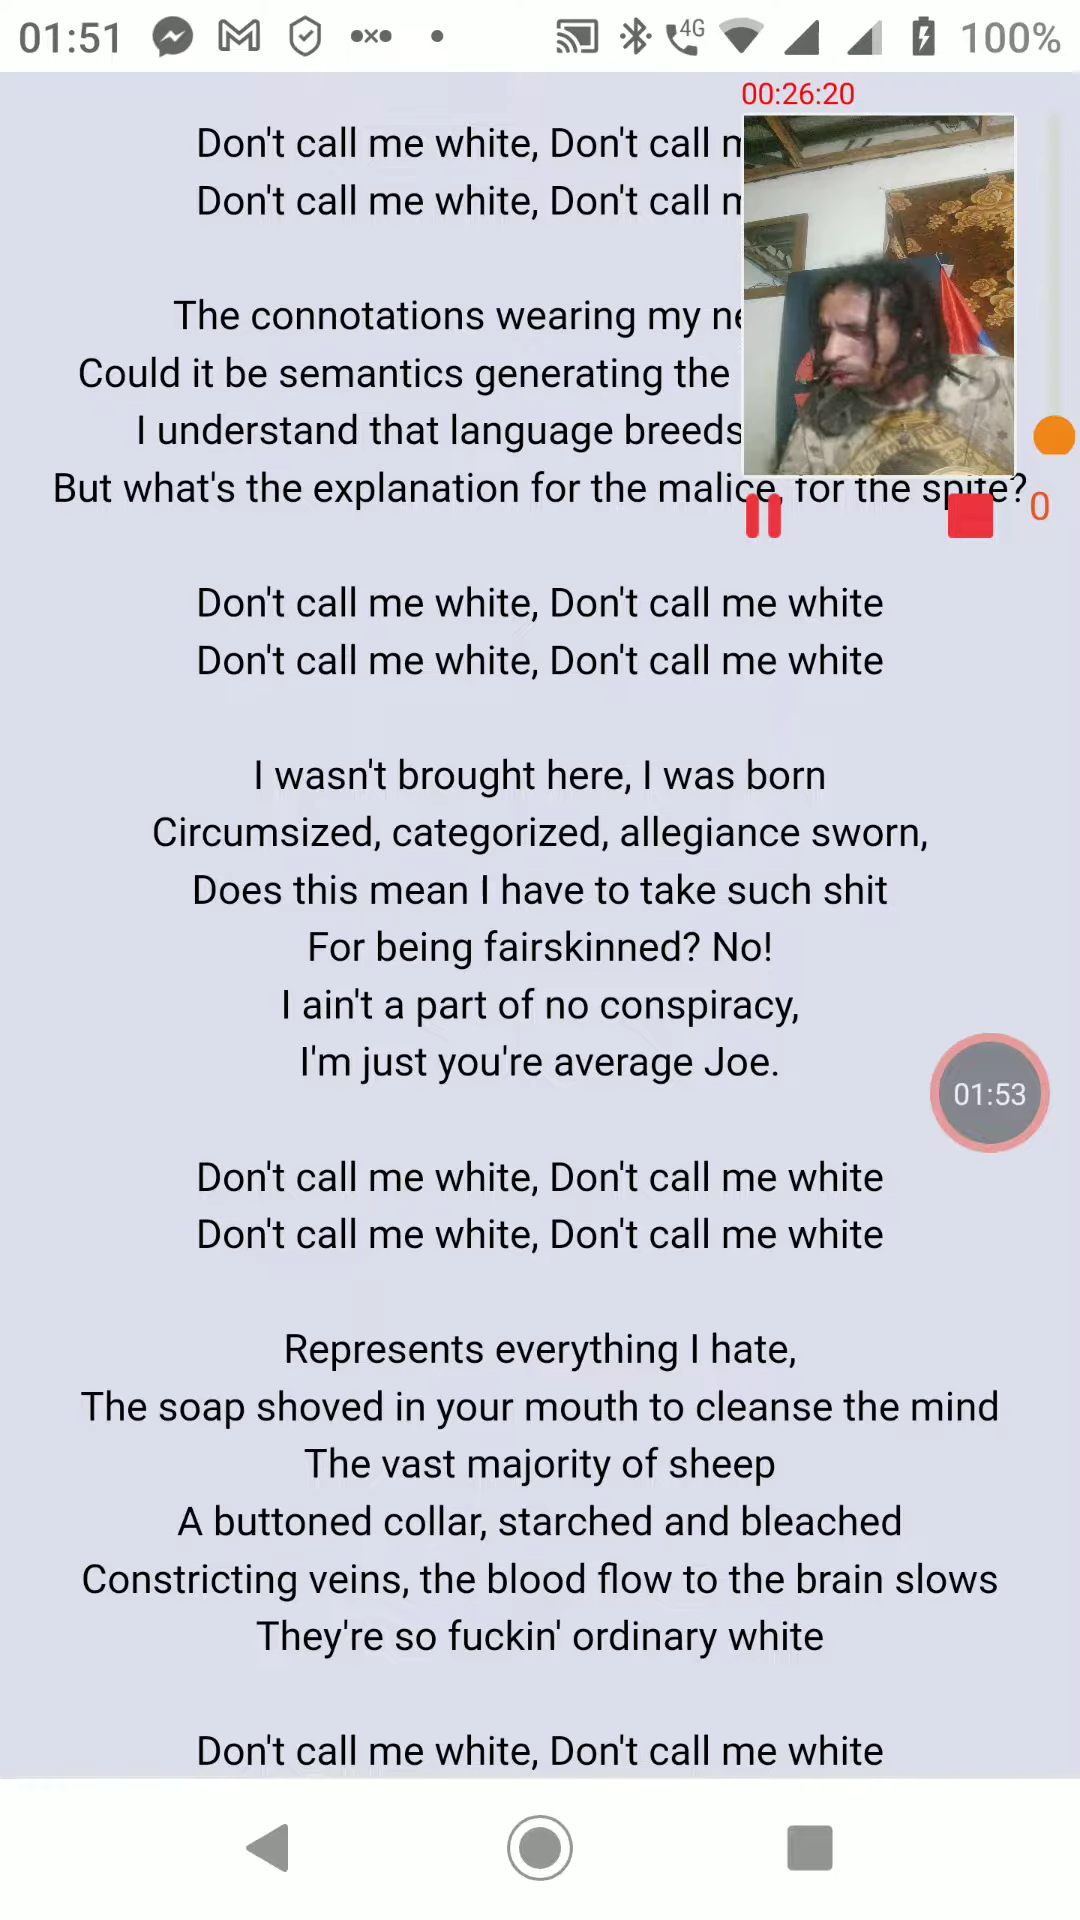 01:51
4G
100%
00:26:20
Don't call me white, Don't call
Don't call me white, Don't call
The connotations wearing my
Could it be semantics generating the
I understand that language breeds
But what's the explanation for the malice, for the spite?
0
Don't call me white, Don't call me white
Don't call me white, Don't call me white
I wasn't brought here, I was born
Circumsized, categorized, allegiance sworn,
Does this mean I have to take such shit
For being fairskinned? No!
I ain't a part of no conspiracy,
I'm just you're average Joe.
01:53
Don't call me white, Don't call me white
Don't call me white, Don't call me white
Represents everything I hate,
The soap shoved in your mouth to cleanse the mind
The vast majority of sheep
A buttoned collar, starched and bleached
Constricting veins, the blood flow to the brain slows
They're so fuckin' ordinary white
Don't call me white, Don't call me white